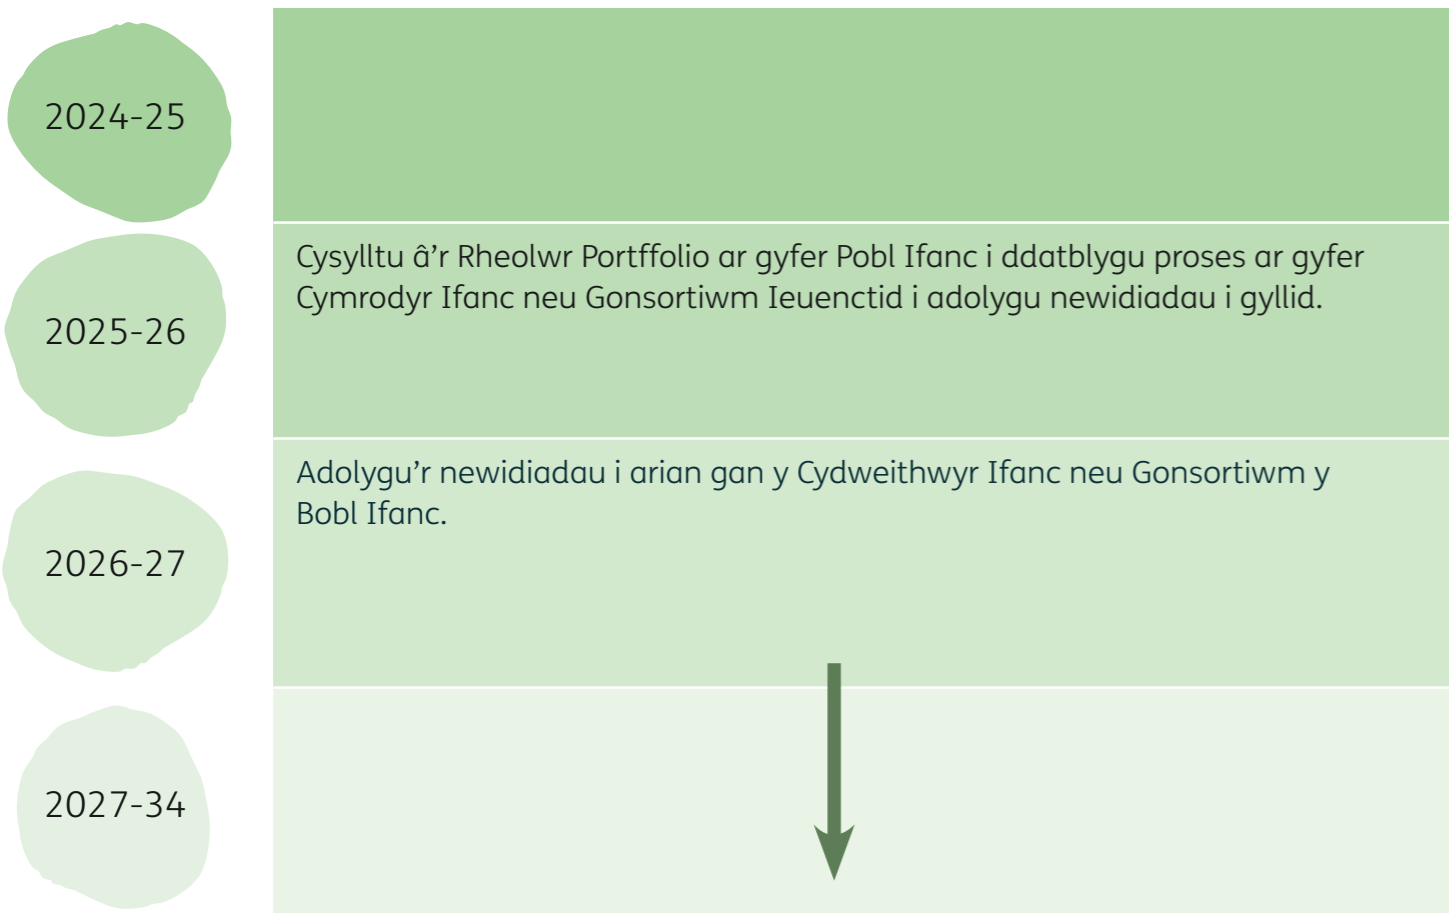 2024-25
2025-26
Cysylltu â’r Rheolwr Portffolio ar gyfer Pobl Ifanc i ddatblygu proses ar gyfer
Cymrodyr Ifanc neu Gonsortiwm Ieuenctid i adolygu newidiadau i gyllid.
2026-27
Adolygu’r newidiadau i arian gan y Cydweithwyr Ifanc neu Gonsortiwm y
Bobl Ifanc.
2027-34